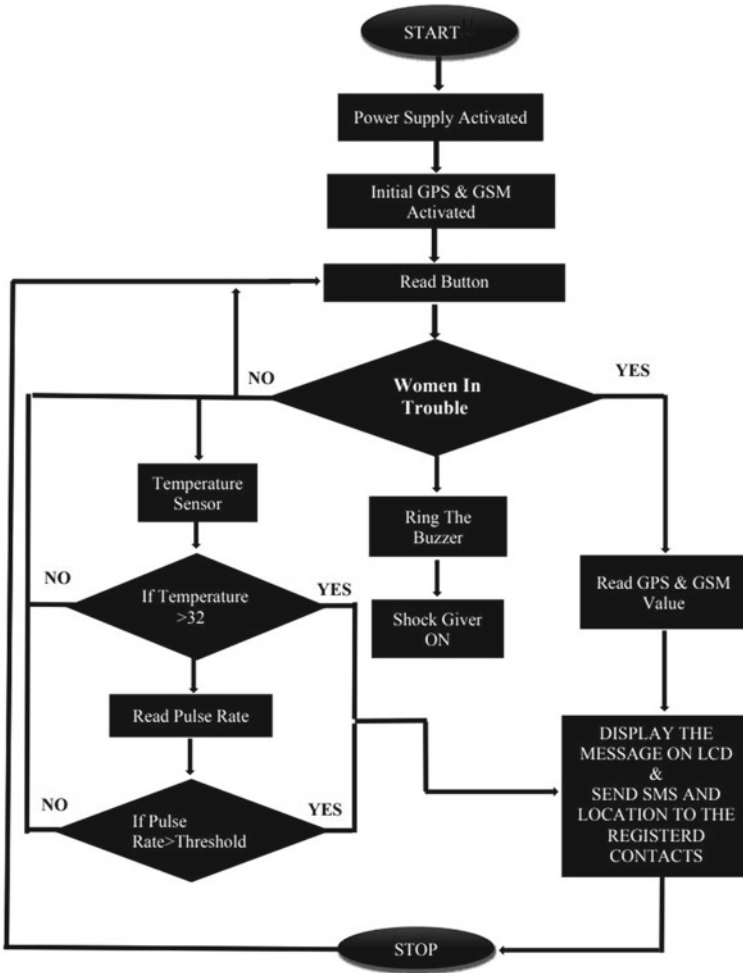 START
Power Supply Activated
Initial GPS & GSM
Activated
Read Button
NO
Women In
Trouble
YES
Temperature
Sensor
Ring The
Buzzer
NO
If Temperature
>32
YES
Read GPS & GSM
Value
Shock Giver
ON
Read Pulse Rate
DISPLAY THE
MESSAGE ON LCD
&
SEND SMS AND
LOCATION TO THE
REGISTERD
CONTACTS
NO
If Pulse
Rate>Threshold
YES
STOP